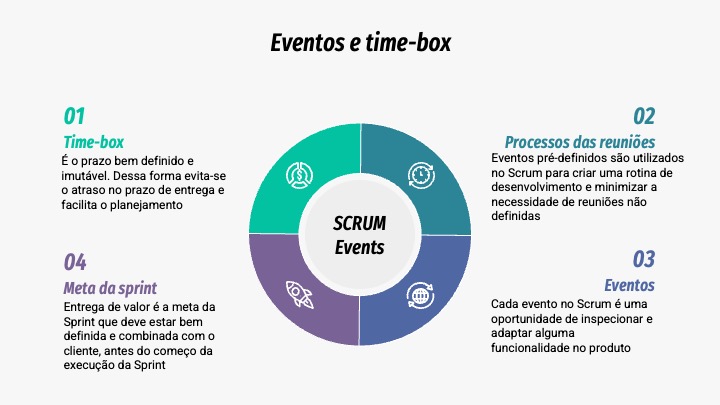 Eventos e time-box
01
Time-box
É o prazo bem definido e
imutável. Dessa forma evita-se
o atraso no prazo de entrega e
facilita o planejamento
02
Processos das reuniões
Eventos pré-definidos são utilizados
no Scrum para criar uma rotina de
desenvolvimento e minimizar a
necessidade de reuniões não
definidas
SCRUM
Events
04
Meta da sprint
Entrega de valor é a meta da
Sprint que deve estar bem
definida e combinada com o
cliente, antes do começo da
execução da Sprint
03
Eventos
Cada evento no Scrum é uma
oportunidade de inspecionar e
adaptar alguma
funcionalidade no produto